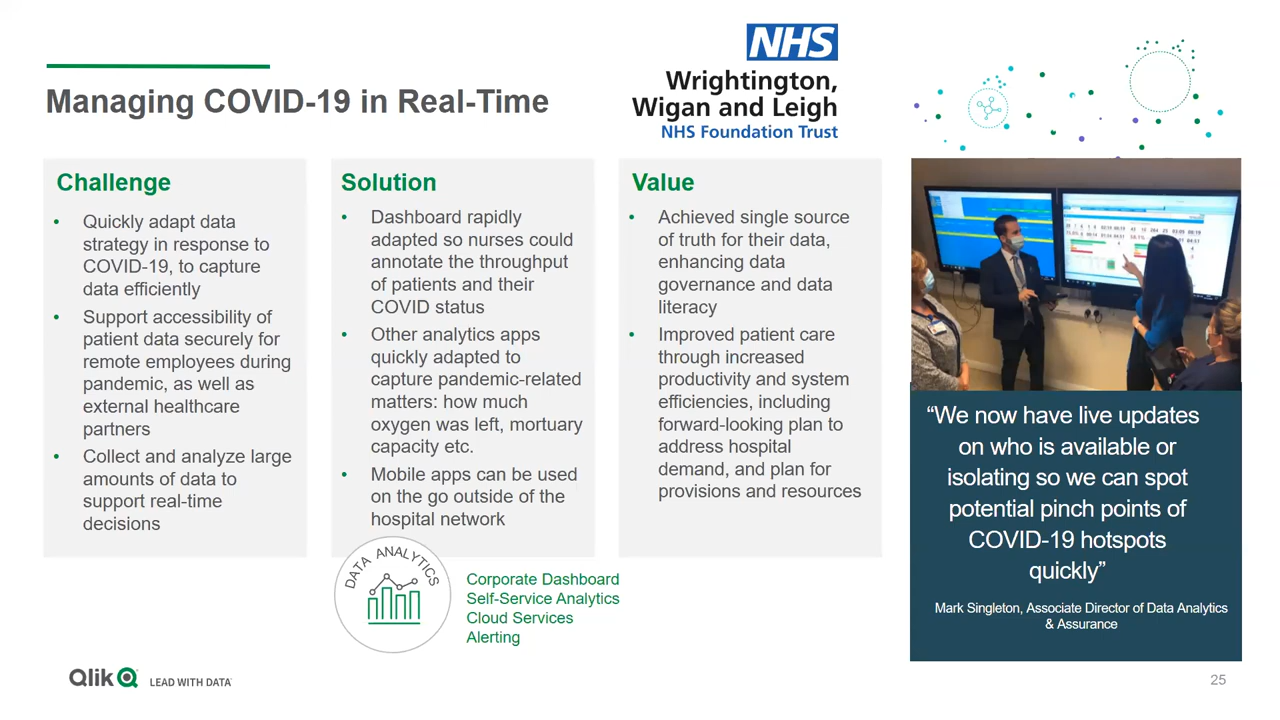 NHS
Wrightington,
Wigan and Leigh
NHS Foundation Trust
Managing COVID-19 in Real-Time
Challenge
• Quickly adapt data
strategy in response to
COVID-19, to capture
data efficiently
• Support accessibility of
patient data securely for
remote employees during
pandemic, as well as
external healthcare
partners
• Collect and analyze large
amounts of data to
support real-time
decisions
Solution
• Dashboard rapidly
adapted so nurses could
annotate the throughput
of patients and their
COVID status
• Other analytics apps
quickly adapted to
capture pandemic-related
matters: how much
oxygen was left, mortuary
capacity etc.
• Mobile apps can be used
on the go outside of the
hospital network
Value
• Achieved single source
of truth for their data,
enhancing data
governance and data
literacy
• Improved patient care
through increased
productivity and system
efficiencies, including
forward-looking plan to
address hospital
demand, and plan for
provisions and resources
“We now have live updates
on who is available or
isolating so we can spot
potential pinch points of
COVID-19 hotspots
quickly”
Mark Singleton, Associate Director of Data Analytics
& Assurance
DATA ANALYTICS
Corporate Dashboard
Self-Service Analytics
Cloud Services
Alerting
Qlik
LEAD WITH DATA
25